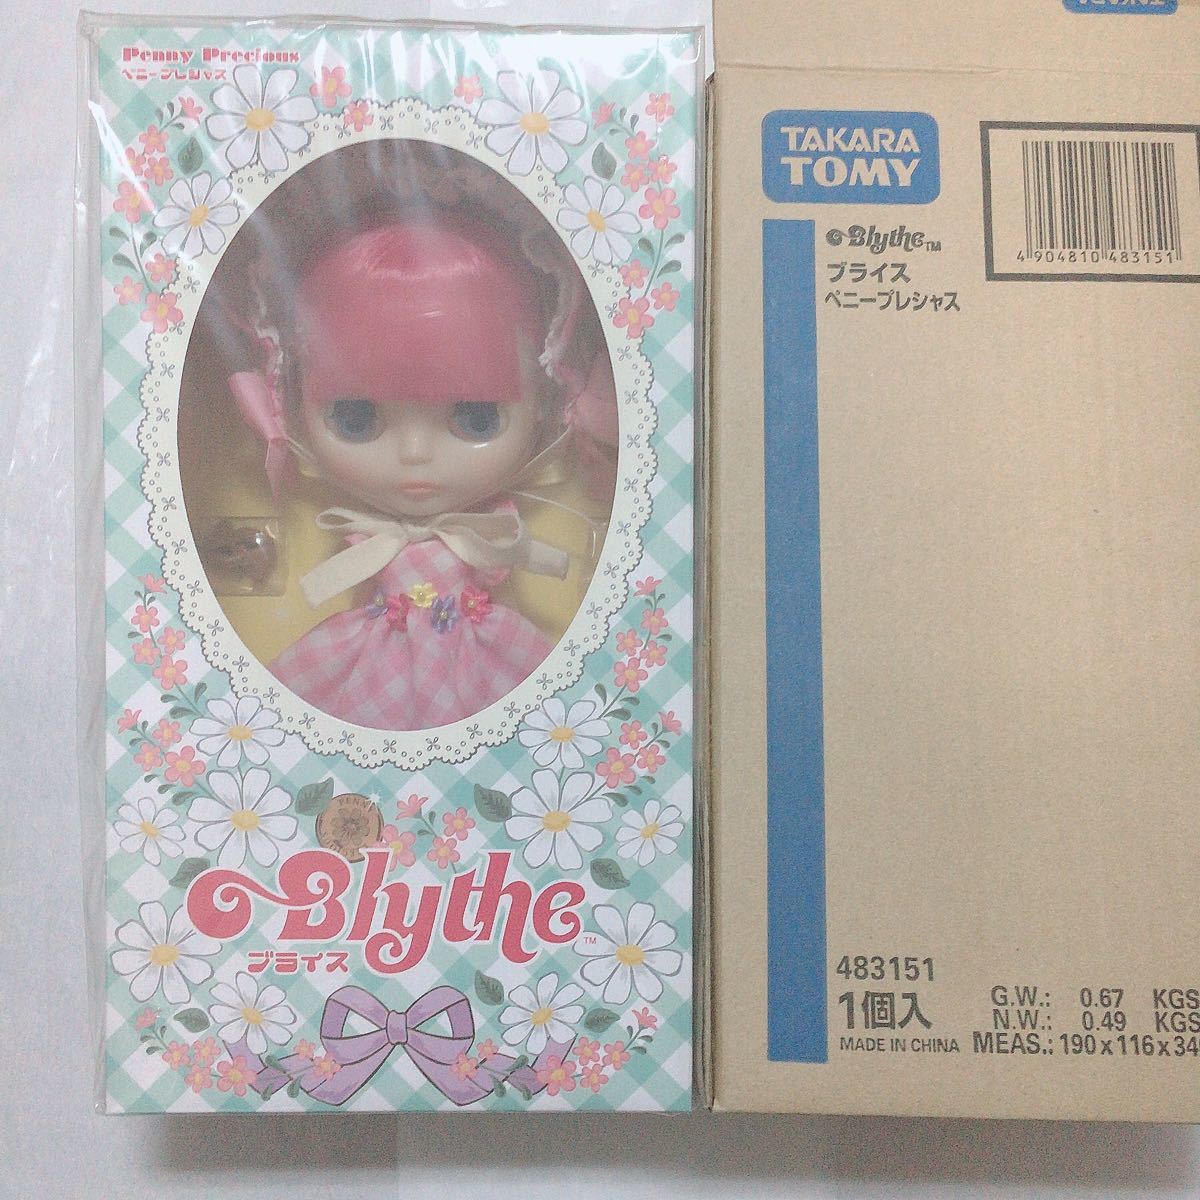 Penny Precious
ペニープレシャス
PENNY
Blythe™
ブライス
TAKARA
TOMY
Blythe™
ブライス
ペニープレシャス
4 904810 483151
483151
1個入
MADE IN CHINA
G.W.: 0.67 KGS
N.W.: 0.49 KGS
MEAS.: 190×116×34